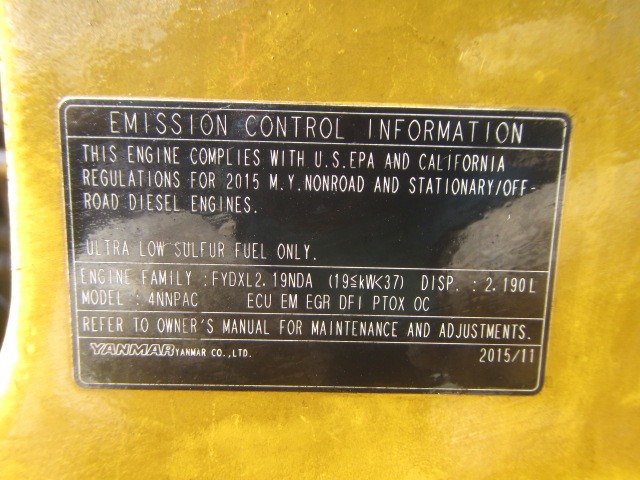 EMISSION CONTROL INFORMATION
THIS ENGINE COMPLIES WITH U.S.EPA AND CALIFORNIA
REGULATIONS FOR 2015 M.Y.NONROAD AND STATIONARY/OFF-
ROAD DIESEL ENGINES.
ULTRA LOW SULFUR FUEL ONLY.
ENGINE FAMILY :FYDXL2.19NDA (19≦kW<37) DISP. :2.190L
MODEL :4NNPAC ECU EM EGR DFI PTOX OC
REFER TO OWNER'S MANUAL FOR MAINTENANCE AND ADJUSTMENTS.
YANMAR YANMAR CO.,LTD. 2015/11